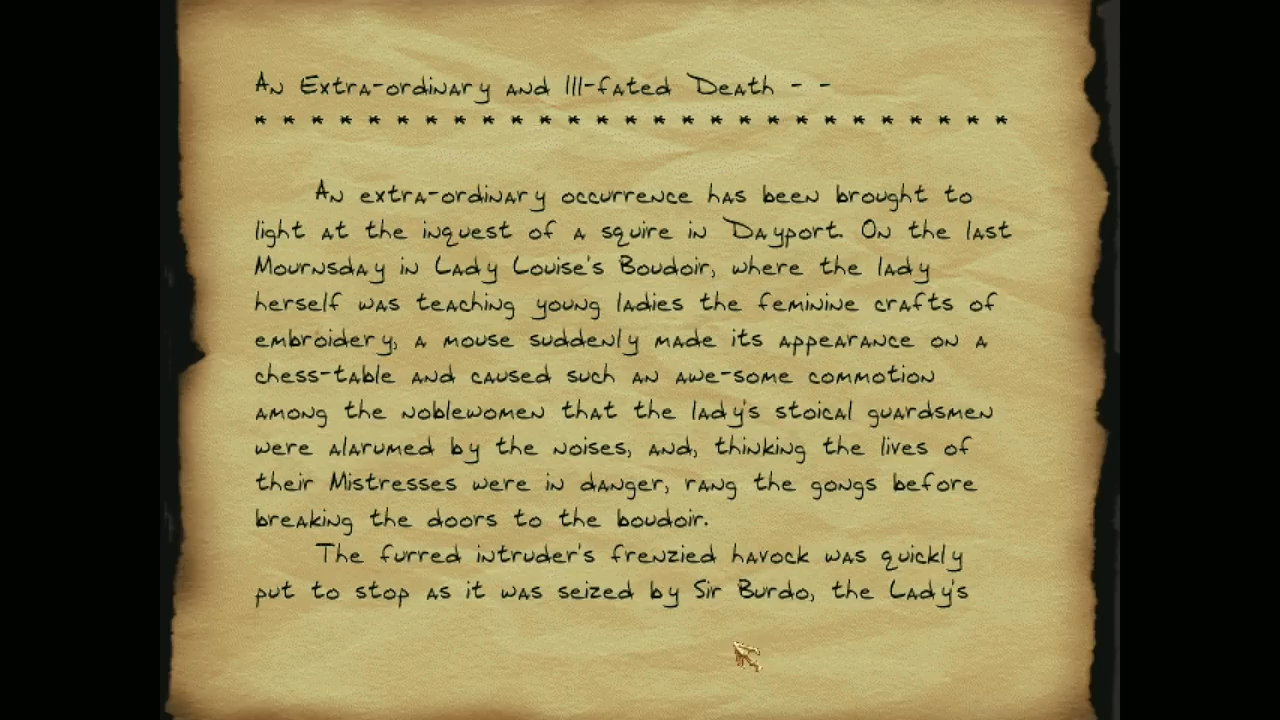 An Extra-ordinary and Ill-fated Death - -
* * * * * * * * * * * * * * * * * * * * * * * * * * *
An extra-ordinary occurrence has been brought to
light at the inquest of a squire in Dayport. On the last
Mournsday in Lady Louise's Boudoir, where the lady
herself was teaching young ladies the feminine crafts of
embroidery, a mouse suddenly made its appearance on a
chess-table and caused such an awe-some commotion
among the noblewomen that the lady's stoical guardsmen
were alarumed by the noises, and, thinking the lives of
their Mistresses were in danger, rang the gongs before
breaking the doors to the boudoir.
The furred intruder's frenzied havock was quickly
put to stop as it was seized by Sir Burdo, the Lady's